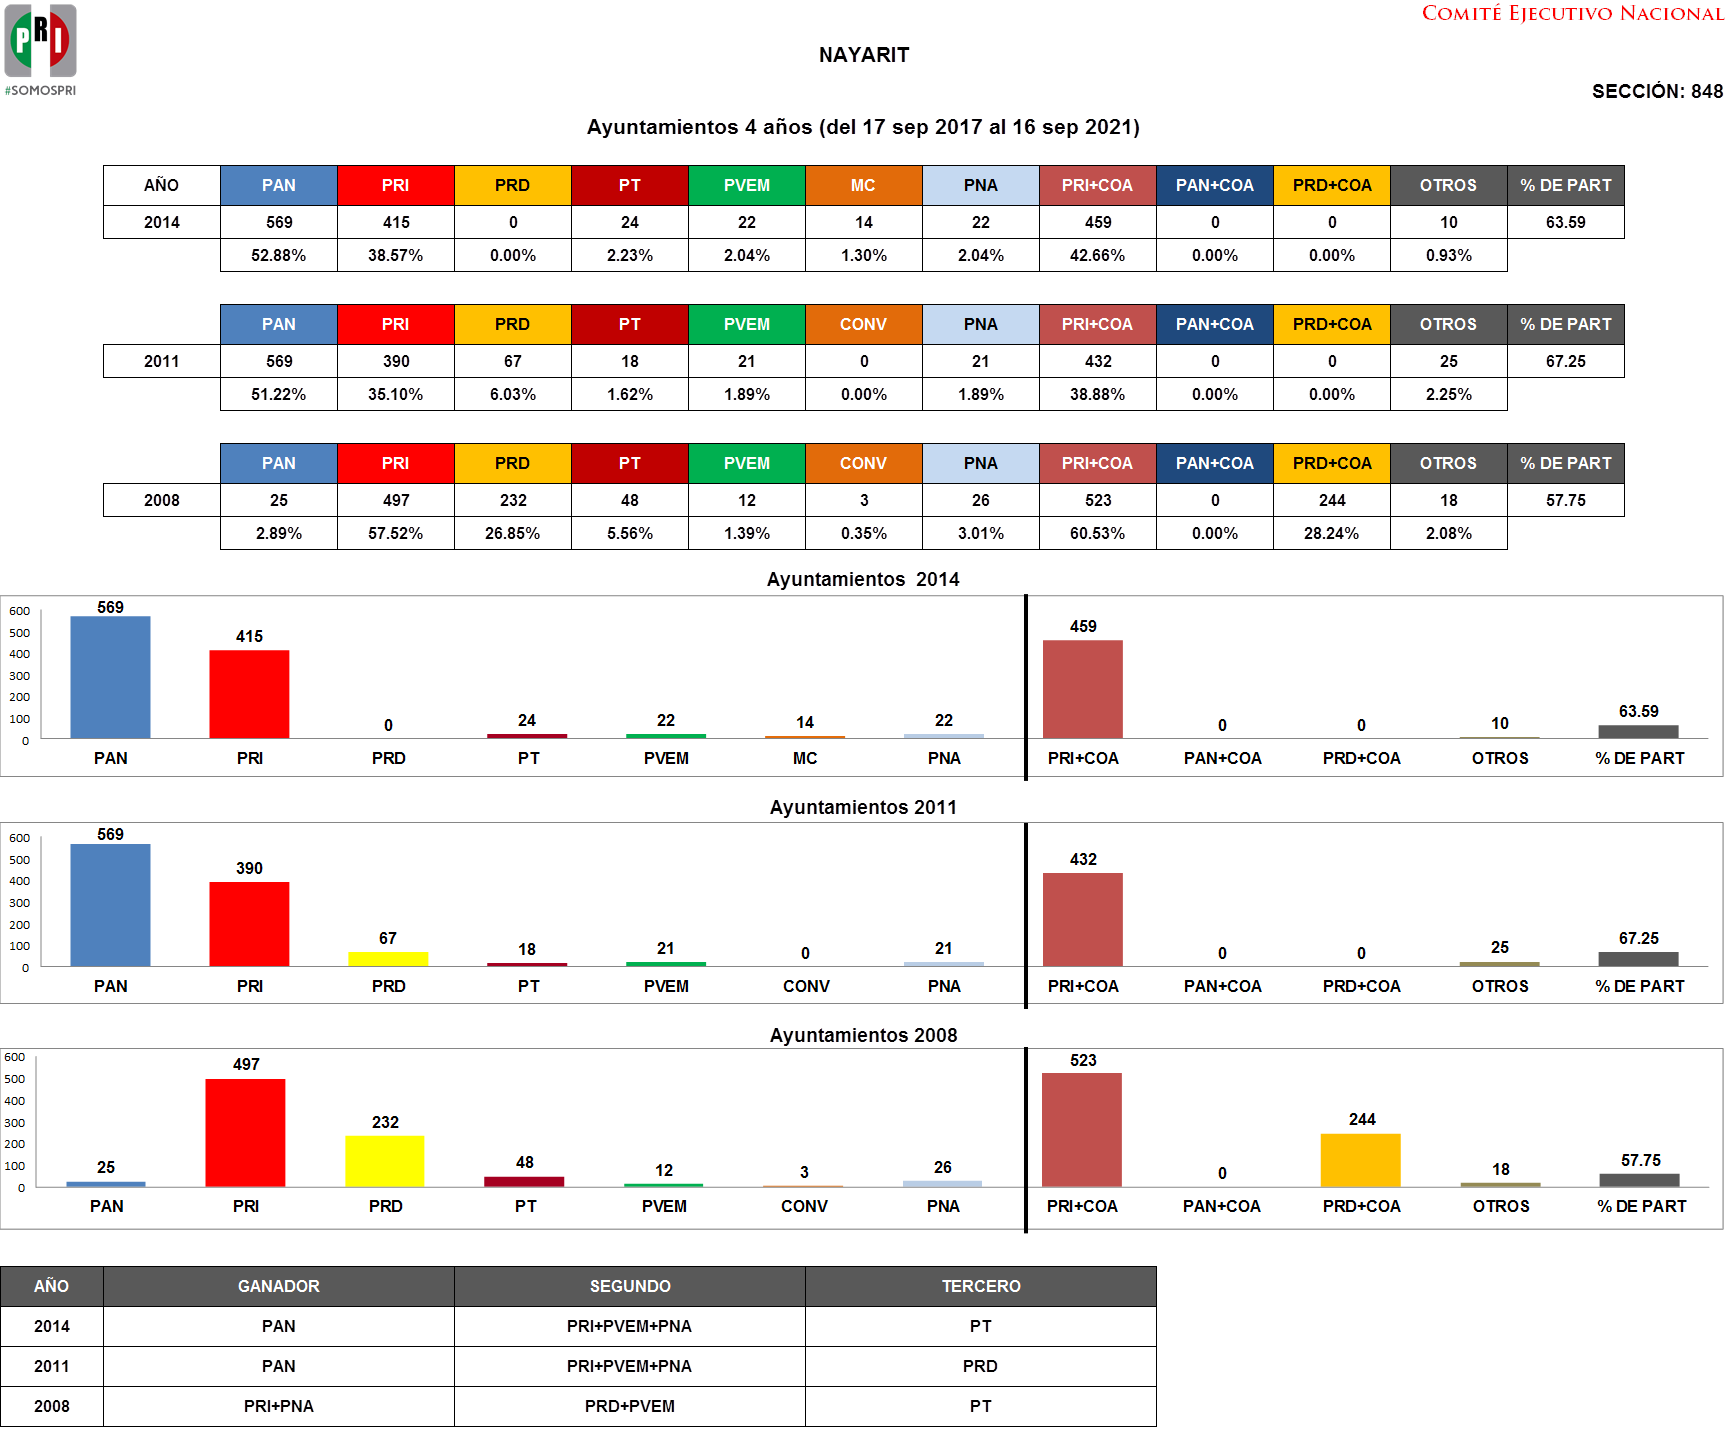 COMITÉ EJECUTIVO NACIONAL
PRI
#SOMOSPRI
NAYARIT
SECCIÓN: 848
Ayuntamientos 4 años (del 17 sep 2017 al 16 sep 2021)
AÑO PAN PRI PRD PT PVEM MC PNA PRI+COA PAN+COA PRD+COA OTROS % DE PART
2014 569 415 0 24 22 14 22 459 0 0 10 63.59
52.88% 38.57% 0.00% 2.23% 2.04% 1.30% 2.04% 42.66% 0.00% 0.00% 0.93%
PAN PRI PRD PT PVEM CONV PNA PRI+COA PAN+COA PRD+COA OTROS % DE PART
2011 569 390 67 18 21 0 21 432 0 0 25 67.25
51.22% 35.10% 6.03% 1.62% 1.89% 0.00% 1.89% 38.88% 0.00% 0.00% 2.25%
PAN PRI PRD PT PVEM CONV PNA PRI+COA PAN+COA PRD+COA OTROS % DE PART
2008 25 497 232 48 12 3 26 523 0 244 18 57.75
2.89% 57.52% 26.85% 5.56% 1.39% 0.35% 3.01% 60.53% 0.00% 28.24% 2.08%
Ayuntamientos 2014
600
500
400
300
200
100
0
569 415 0 24 22 14 22 459 0 0 10 63.59
PAN PRI PRD PT PVEM MC PNA PRI+COA PAN+COA PRD+COA OTROS % DE PART
Ayuntamientos 2011
600
500
400
300
200
100
0
569 390 67 18 21 0 21 432 0 0 25 67.25
PAN PRI PRD PT PVEM CONV PNA PRI+COA PAN+COA PRD+COA OTROS % DE PART
Ayuntamientos 2008
600
500
400
300
200
100
0
25 497 232 48 12 3 26 523 0 244 18 57.75
PAN PRI PRD PT PVEM CONV PNA PRI+COA PAN+COA PRD+COA OTROS % DE PART
AÑO GANADOR SEGUNDO TERCERO
2014 PAN PRI+PVEM+PNA PT
2011 PAN PRI+PVEM+PNA PRD
2008 PRI+PNA PRD+PVEM PT